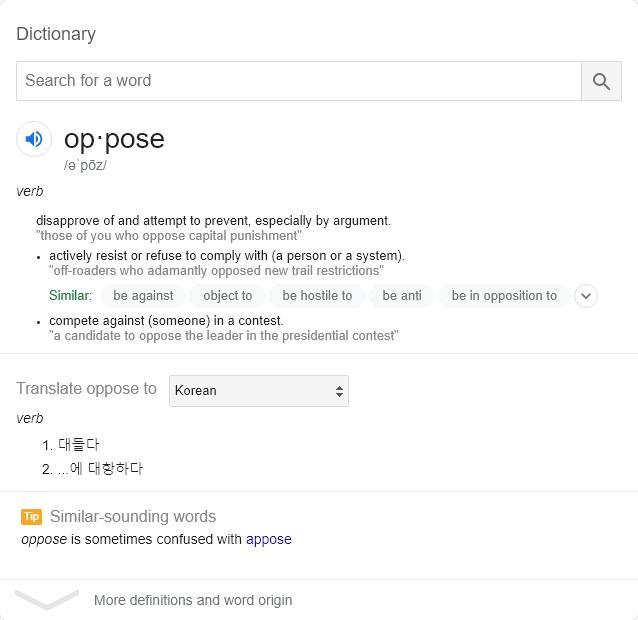 Dictionary
Search for a word
op·pose
/əˈpōz/
verb
disapprove of and attempt to prevent, especially by argument.
"those of you who oppose capital punishment"
• actively resist or refuse to comply with (a person or a system).
"off-roaders who adamantly opposed new trail restrictions"
Similar: be against object to be hostile to be anti be in opposition to
• compete against (someone) in a contest.
"a candidate to oppose the leader in the presidential contest"
Translate oppose to Korean
verb
1. 대들다
2. ...에 대항하다
Tip Similar-sounding words
oppose is sometimes confused with appose
More definitions and word origin